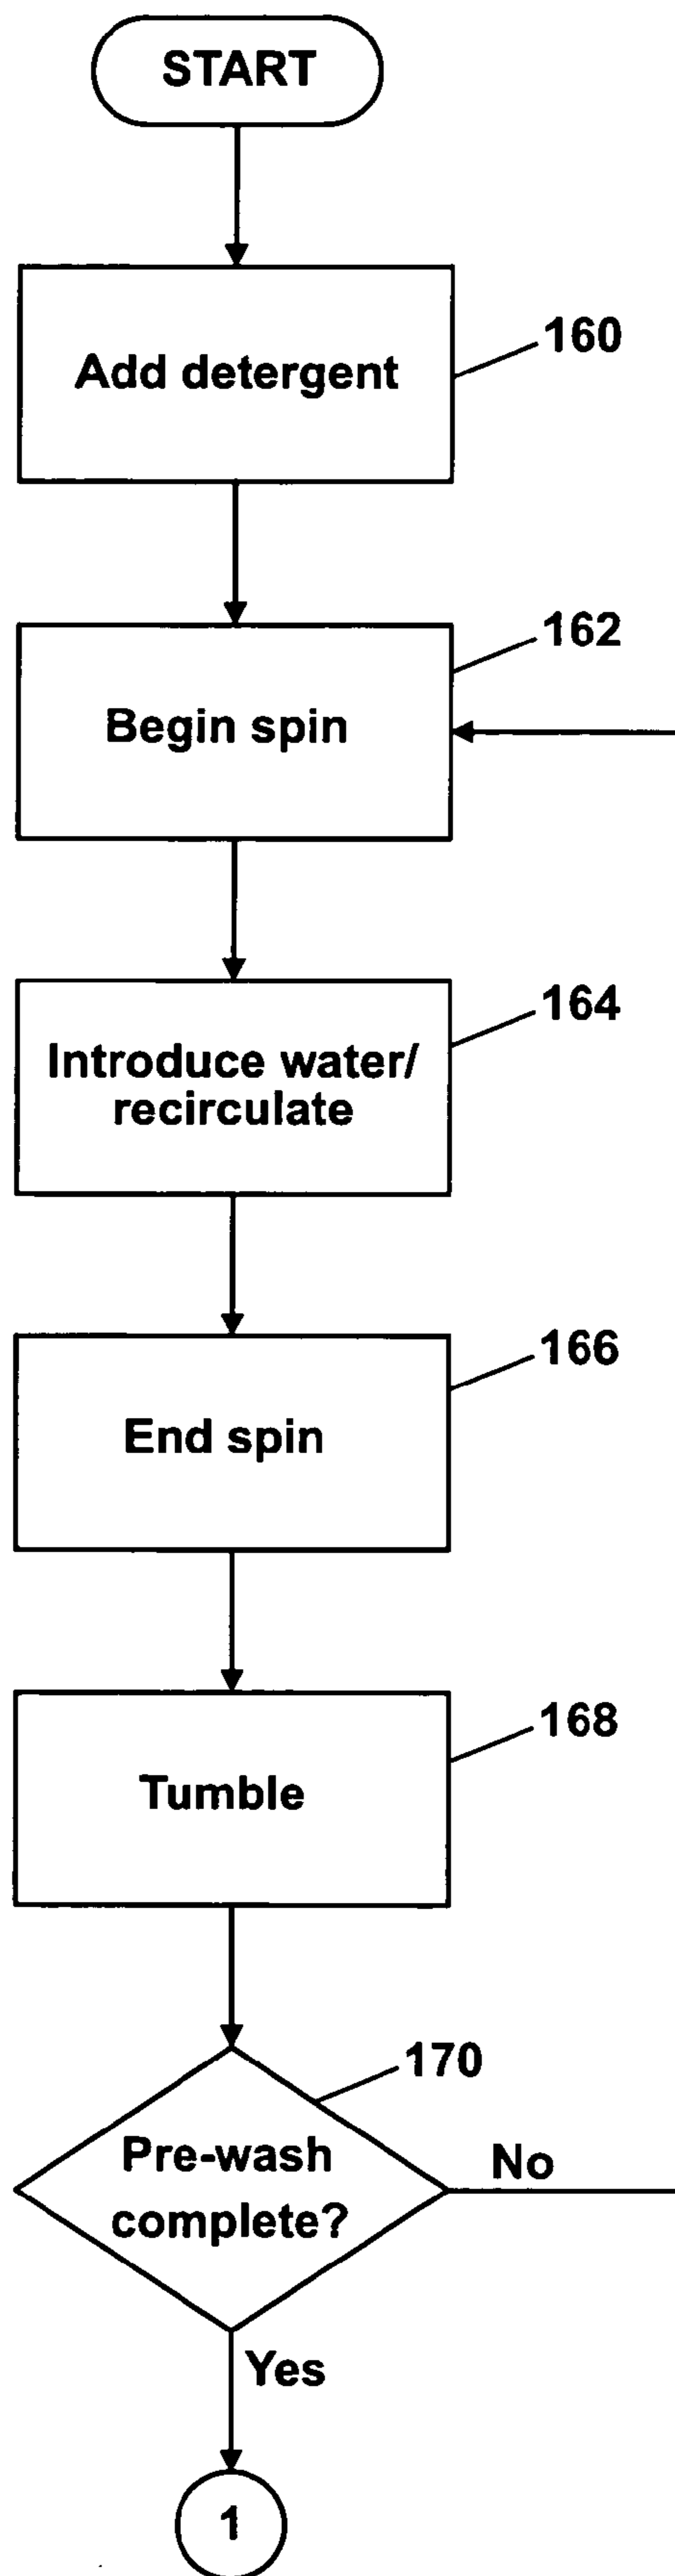 START
160
Add detergent
162
Begin spin
164
Introduce water/
recirculate
166
End spin
168
Tumble
170
Pre-wash
complete?
No
Yes
1